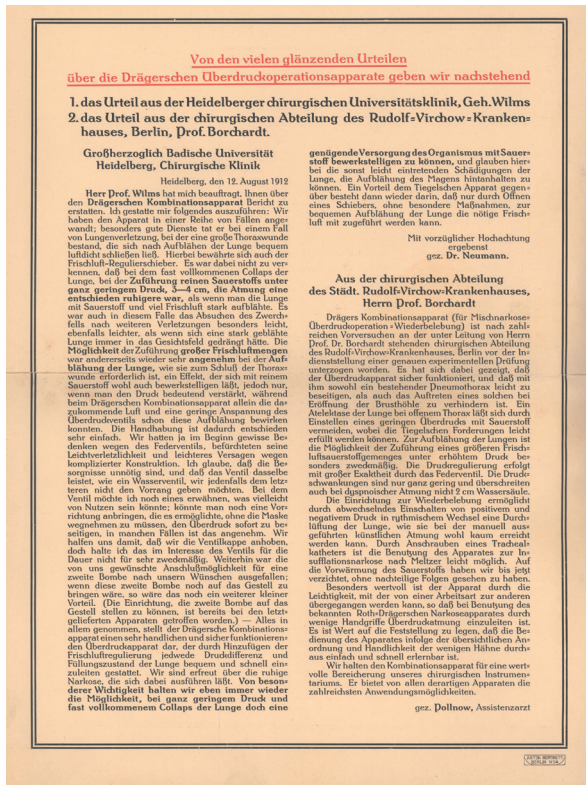 Von den vielen glänzenden Urteilen
über die Drägerschen Überdruckoperationsapparate geben wir nachstehend
1. das Urteil aus der Heidelberger chirurgischen Universitätsklinik, Geh. Wilms
2. das Urteil aus der chirurgischen Abteilung des Rudolf=Virchow=Kranken=
hauses, Berlin, Prof. Borchardt.
Großherzoglich Badische Universität
Heidelberg, Chirurgische Klinik
Heidelberg, den 12. August 1912
Herr Prof. Wilms hat mich beauftragt, Ihnen über
den Drägerschen Kombinationsapparat Bericht zu
erstatten. Ich gestatte mir folgendes auszuführen: Wir
haben den Apparat in einer Reihe von Fällen ange=
wandt; besonders gute Dienste tat er bei einem Fall
von Lungenverletzung, bei der eine große Thoraxwunde
bestand, die sich nach Aufblähen der Lunge bequem
luftdicht schließen ließ. Hierbei bewährte sich auch der
Frischluft=Regulierschieber. Es war dabei nicht zu ver=
kennen, daß bei dem fast vollkommenen Collaps der
Lunge, bei der Zuführung reinen Sauerstoffs unter
ganz geringem Druck, 3—4 cm, die Atmung eine
entschieden ruhigere war, als wenn man die Lunge
mit Sauerstoff und viel Frischluft stark aufblähte. Es
war auch in diesem Falle das Absuchen des Zwerch=
fells nach weiteren Verletzungen besonders leicht,
ebenfalls leichter, als wenn sich eine stark geblähte
Lunge immer in das Gesichtsfeld gedrängt hätte. Die
Möglichkeit der Zuführung großer Frischluftmengen
war andererseits wieder sehr angenehm bei der Auf=
blähung der Lunge, wie sie zum Schluß der Thorax=
wunde erforderlich ist, ein Effekt, der sich mit reinem
Sauerstoff wohl auch bewerkstelligen läßt, jedoch nur,
wenn man den Druck bedeutend verstärkt, während
beim Drägerschen Kombinationsapparat allein die da=
zukommende Luft und eine geringe Anspannung des
Überdruckventils schon diese Aufblähung bewirken
konnten. Die Handhabung ist dadurch entschieden
sehr einfach. Wir hatten ja im Beginn gewisse Be=
denken wegen des Federventils, befürchteten seine
Leichtverletzlichkeit und leichteres Versagen wegen
komplizierter Konstruktion. Ich glaube, daß die Be=
sorgnisse unnötig sind, und daß das Ventil dasselbe
leistet, wie ein Wasserventil, wir jedenfalls dem letz=
teren nicht den Vorrang geben möchten. Bei dem
Ventil möchte ich noch eines erwähnen, was vielleicht
von Nutzen sein könnte; könnte man noch eine Vor=
richtung anbringen, die es ermöglichte, ohne die Maske
wegnehmen zu müssen, den Überdruck sofort zu be=
seitigen, in manchen Fällen ist das angenehm. Wir
halfen uns damit, daß wir die Ventilkappe anhoben,
doch halte ich das im Interesse des Ventils für die
Dauer nicht für sehr zweckmäßig. Weiterhin war die
von uns gewünschte Anschlußmöglichkeit für eine
zweite Bombe nach unsern Wünschen ausgefallen;
wenn diese zweite Bombe noch auf das Gestell zu
bringen wäre, so wäre das noch ein weiterer kleiner
Vorteil. (Die Einrichtung, die zweite Bombe auf das
Gestell stellen zu können, ist bereits bei den letzt=
gelieferten Apparaten getroffen worden.) — Alles in
allem genommen, stellt der Drägersche Kombinations=
apparat einen sehr handlichen und sicher funktionieren=
den Überdruckapparat dar, der durch Hinzufügen der
Frischluftregulierung jedwede Druckdifferenz und
Füllungszustand der Lunge bequem und schnell ein=
zuleiten gestattet. Wir sind erfreut über die ruhige
Narkose, die sich dabei ausführen läßt. Von beson=
derer Wichtigkeit halten wir eben immer wieder
die Möglichkeit, bei ganz geringem Druck und
fast vollkommenem Collaps der Lunge doch eine
genügende Versorgung des Organismus mit Sauer=
stoff bewerkstelligen zu können, und glauben hier=
bei die sonst leicht eintretenden Schädigungen der
Lunge, die Aufblähung des Magens hintanhalten zu
können. Ein Vorteil dem Tiegelschen Apparat gegen=
über besteht dann wieder darin, daß nur durch Öffnen
eines Schiebers, ohne besondere Maßnahmen, zur
bequemen Aufblähung der Lunge die nötige Frisch=
luft mit zugeführt werden kann.
Mit vorzüglicher Hochachtung
ergebenst
gez. Dr. Neumann.
Aus der chirurgischen Abteilung
des Städt. Rudolf=Virchow=Krankenhauses,
Herrn Prof. Borchardt
Drägers Kombinationsapparat (für Mischnarkose=
Überdruckoperation=Wiederbelebung) ist nach zahl=
reichen Vorversuchen an der unter Leitung von Herrn
Prof. Dr. Borchardt stehenden chirurgischen Abteilung
des Rudolf=Virchow=Krankenhauses, Berlin vor der In=
dienststellung einer genauen experimentellen Prüfung
unterzogen worden. Es hat sich dabei gezeigt, daß
der Überdruckapparat sicher funktioniert, und daß mit
ihm sowohl ein bestehender Pneumothorax leicht zu
beseitigen, als auch das Auftreten eines solchen bei
Eröffnung der Brusthöhle zu verhindern ist. Ein
Atelektase der Lunge bei offenem Thorax läßt sich durch
Einstellen eines geringen Überdrucks mit Sauerstoff
vermeiden, wobei die Tiegelschen Forderungen leicht
erfüllt werden können. Zur Aufblähung der Lungen ist
die Möglichkeit der Zuführung eines größeren Frisch=
luftsauerstoffgemenges unter erhöhtem Druck be=
sonders zweckmäßig. Die Druckregulierung erfolgt
mit großer Exaktheit durch das Federventil. Die Druck=
schwankungen sind nur ganz gering und überschreiten
auch bei dyspnoischer Atmung nicht 2 cm Wassersäule.
Die Einrichtung zur Wiederbelebung ermöglicht
durch abwechselndes Einschalten von positivem und
negativem Druck in rythmischem Wechsel eine Durch=
lüftung der Lunge, wie sie bei der manuell aus=
geführten künstlichen Atmung wohl kaum erreicht
werden kann. Durch Anschrauben eines Tracheal=
katheters ist die Benutzung des Apparates zur In=
sufflationsnarkose nach Meltzer leicht möglich. Auf
die Vorwärmung des Sauerstoffs haben wir bis jetzt
verzichtet, ohne nachteilige Folgen gesehen zu haben.
Besonders wertvoll ist der Apparat durch die
Leichtigkeit, mit der von einer Arbeitsart zur anderen
übergegangen werden kann, so daß bei Benutzung des
bekannten Roth=Drägerschen Narkosenapparates durch
wenige Handgriffe Überdruckatmung einzuleiten ist.
Es ist Wert auf die Feststellung zu legen, daß die Be=
dienung des Apparates infolge der übersichtlichen An=
ordnung und Handlichkeit der wenigen Hähne durch=
aus einfach und schnell erlernbar ist.
Wir halten den Kombinationsapparat für eine wert=
volle Bereicherung unseres chirurgischen Instrumen=
tariums. Er bietet von allen derartigen Apparaten die
zahlreichsten Anwendungsmöglichkeiten.
gez. Pollnow, Assistenzarzt